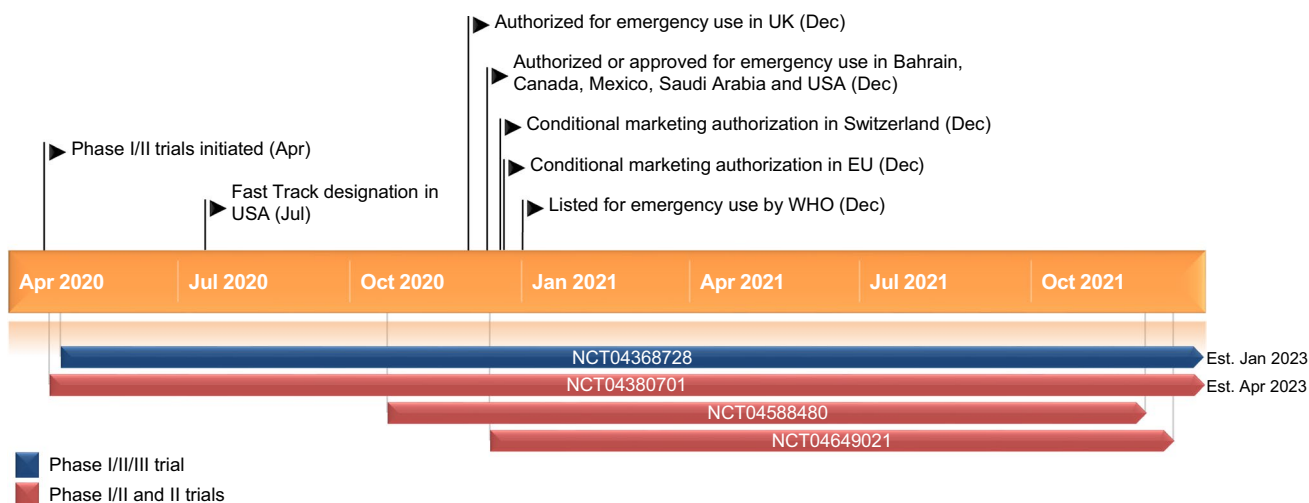 Authorized for emergency use in UK (Dec)
Authorized or approved for emergency use in Bahrain,
Canada, Mexico, Saudi Arabia and USA (Dec)
Conditional marketing authorization in Switzerland (Dec)
Phase I/II trials initiated (Apr)
Conditional marketing authorization in EU (Dec)
Fast Track designation in
USA (Jul)
Listed for emergency use by WHO (Dec)
Apr 2020
Jul 2020
Oct 2020
Jan 2021
Apr 2021
Jul 2021
Oct 2021
NCT04368728
Est. Jan 2023
NCT04380701
Est. Apr 2023
NCT04588480
NCT04649021
Phase I/II/III trial
Phase I/II and II trials